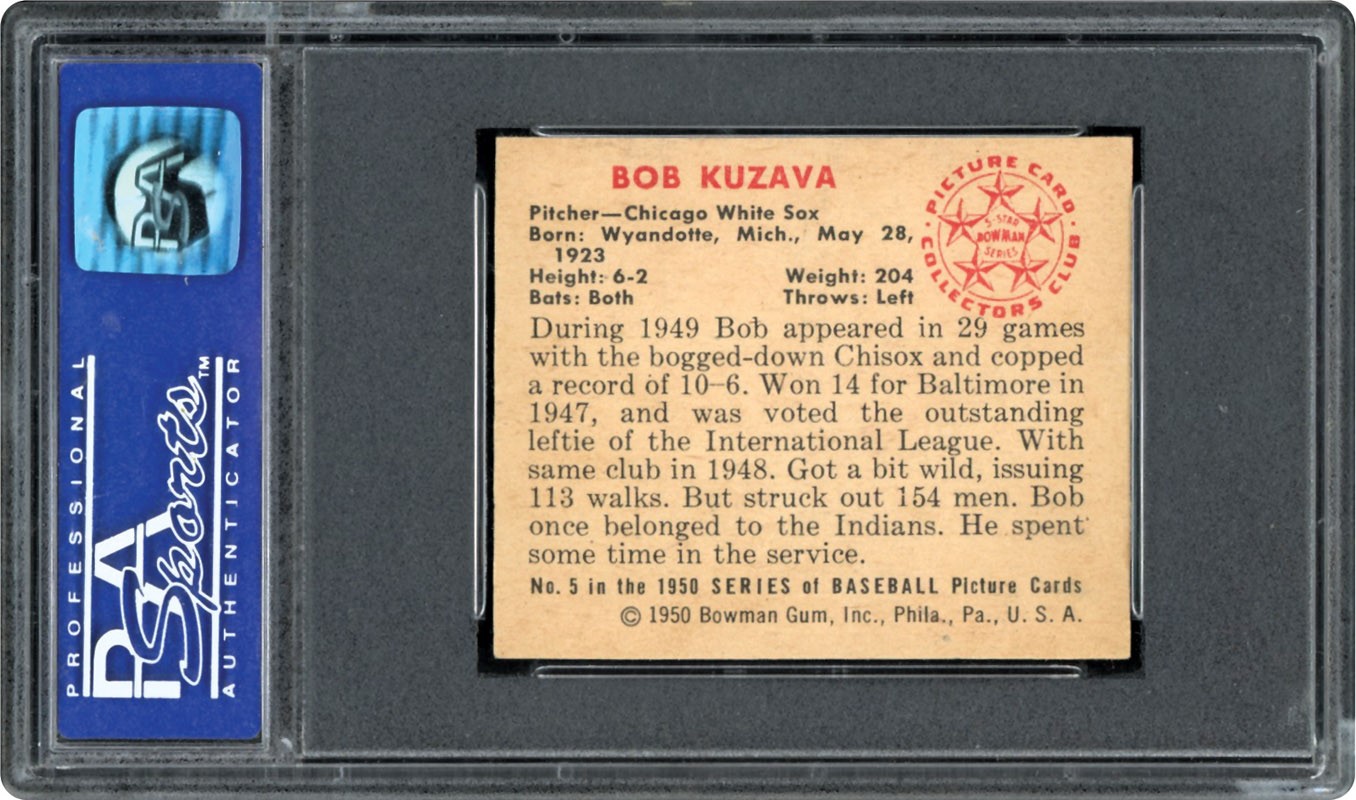 PSA
PROFESSIONAL
PSA
Sports™
AUTHENTICATOR
BOB KUZAVA
Pitcher—Chicago White Sox
Born: Wyandotte, Mich., May 28,
1923
Height: 6-2 Weight: 204
Bats: Both Throws: Left
PICTURE CARD
COLLECTORS CLUB
5-STAR
BOWMAN
SERIES
During 1949 Bob appeared in 29 games
with the bogged-down Chisox and copped
a record of 10–6. Won 14 for Baltimore in
1947, and was voted the outstanding
leftie of the International League. With
same club in 1948. Got a bit wild, issuing
113 walks. But struck out 154 men. Bob
once belonged to the Indians. He spent
some time in the service.
No. 5 in the 1950 SERIES of BASEBALL Picture Cards
© 1950 Bowman Gum, Inc., Phila., Pa., U. S. A.